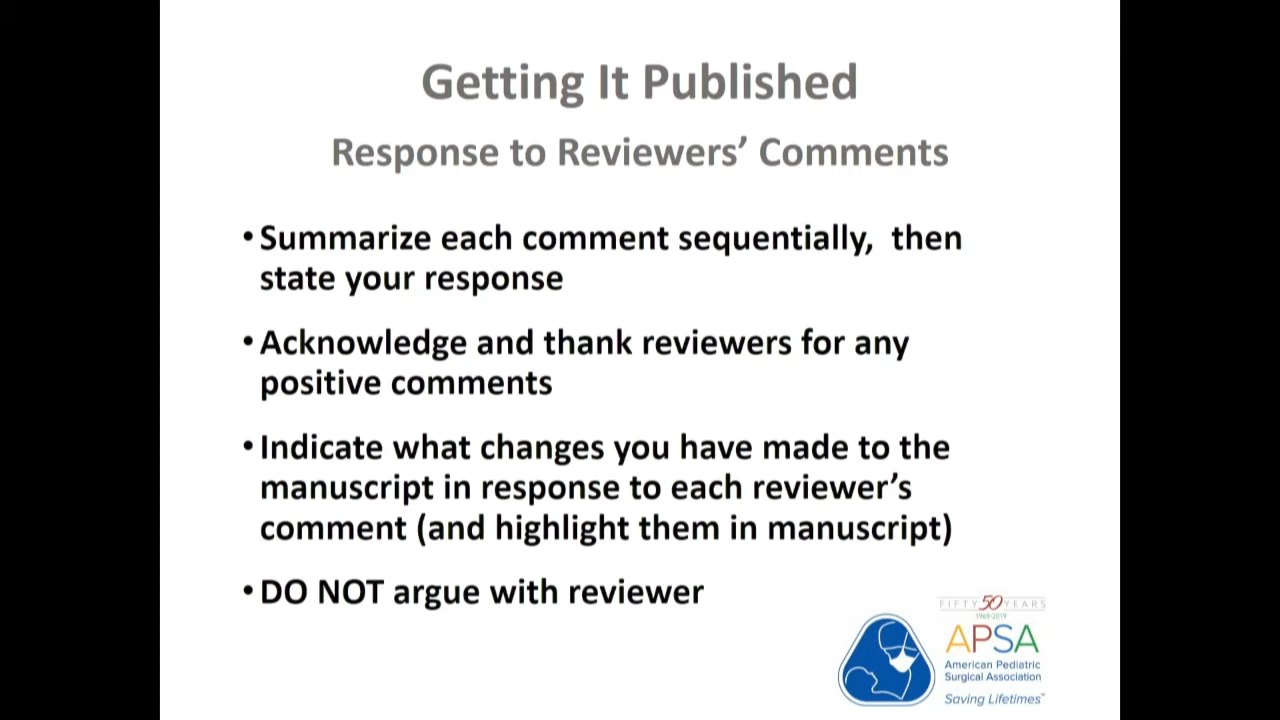 Getting It Published
Response to Reviewers’ Comments
•Summarize each comment sequentially,  then
state your response
•Acknowledge and thank reviewers for any
positive comments
•Indicate what changes you have made to the
manuscript in response to each reviewer’s
comment (and highlight them in manuscript)
•DO NOT argue with reviewer
FIFTY 50 YEARS
1969-2019
APSA
American Pediatric
Surgical Association
Saving Lifetimes™